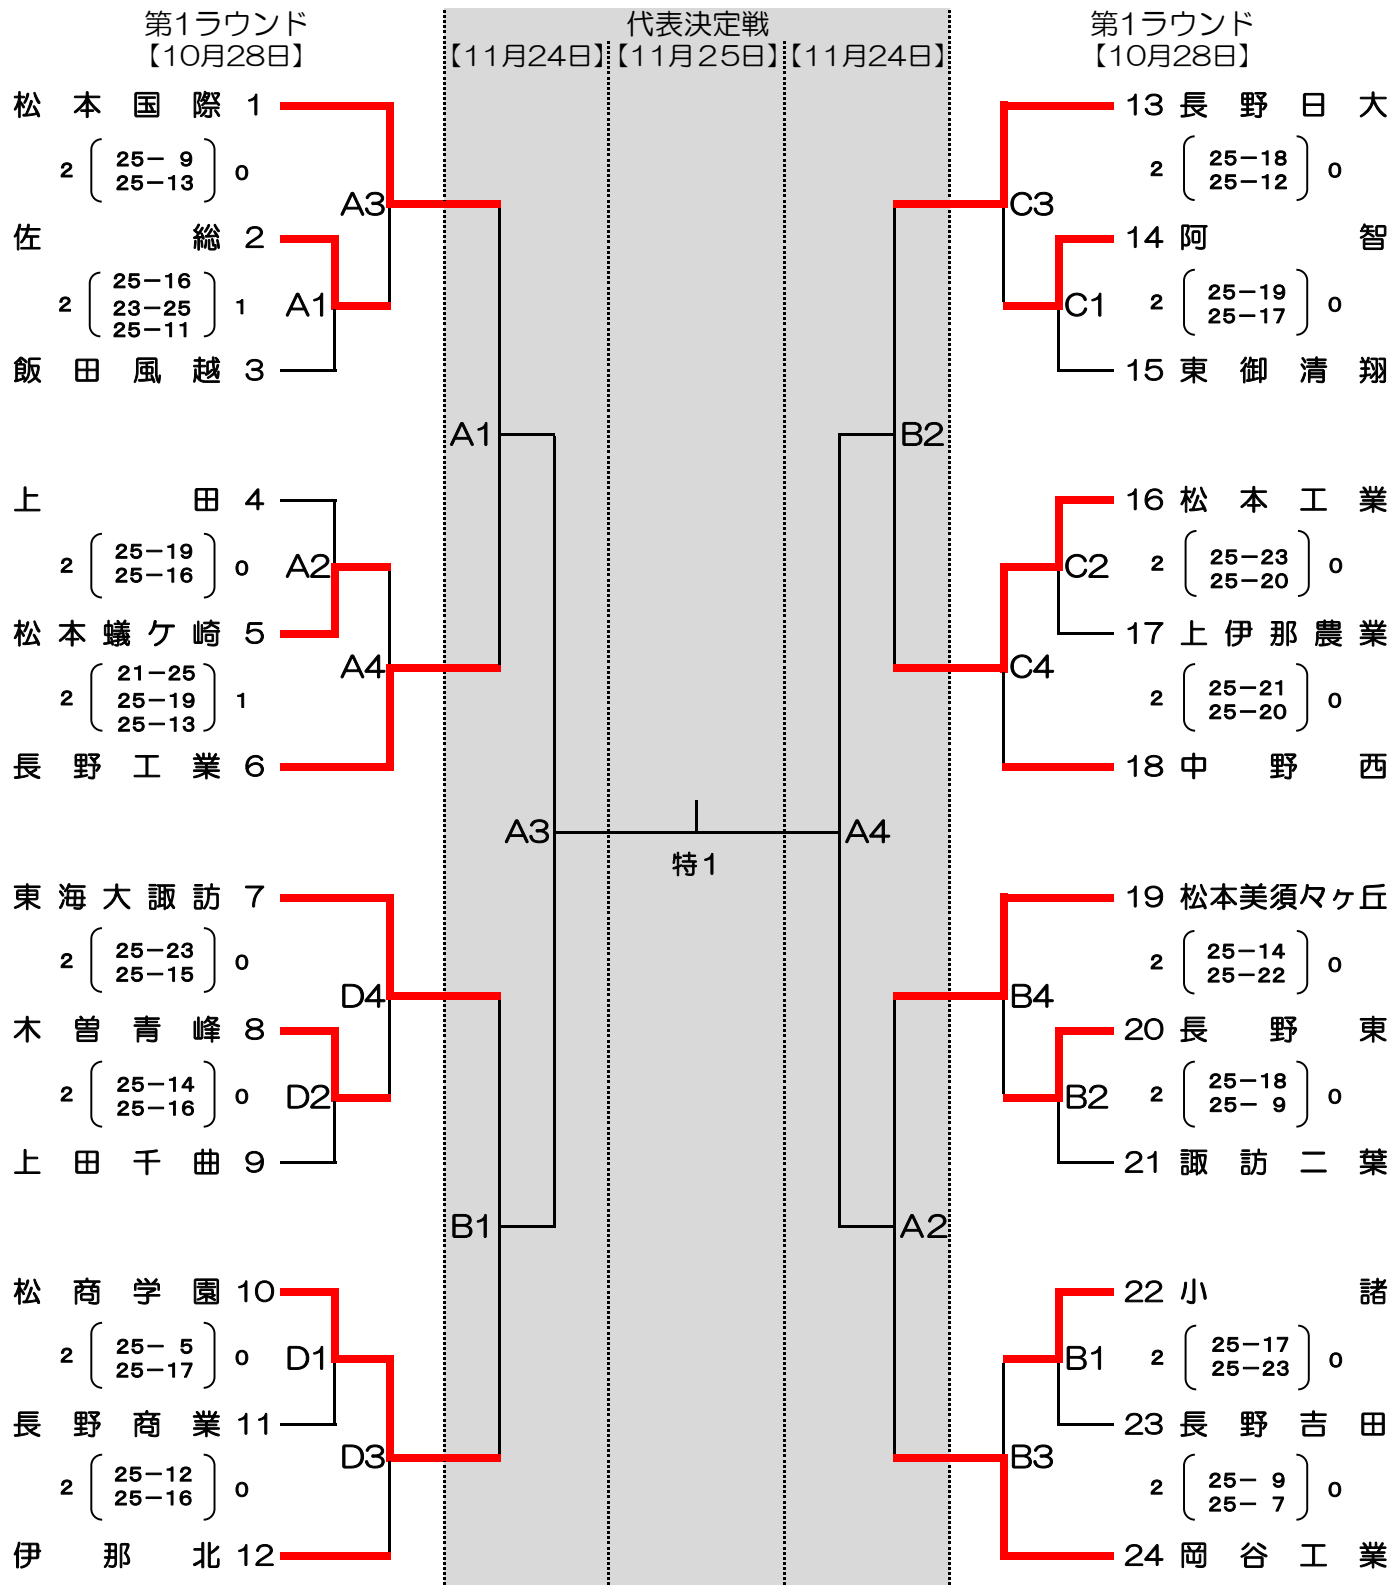 第1ラウンド
【10月28日】
代表決定戦
【11月24日】【11月25日】【11月24日】
第1ラウンド
【10月28日】
松本国際 1
2 ( 25－ 9 25－13 ) 0
A3
佐総 2
2 ( 25－16 23－25 25－11 ) 1
A1
飯田風越 3
A1
上田 4
2 ( 25－19 25－16 ) 0
A2
松本蟻ケ崎 5
2 ( 21－25 25－19 25－13 ) 1
A4
長野工業 6
A3
東海大諏訪 7
2 ( 25－23 25－15 ) 0
D4
木曽青峰 8
2 ( 25－14 25－16 ) 0
D2
上田千曲 9
B1
松商学園 10
2 ( 25－ 5 25－17 ) 0
D1
長野商業 11
2 ( 25－12 25－16 ) 0
D3
伊那北 12
特1
13 長野日大
2 ( 25－18 25－12 ) 0
C3
14 阿智
2 ( 25－19 25－17 ) 0
C1
15 東御清翔
B2
16 松本工業
2 ( 25－23 25－20 ) 0
C2
17 上伊那農業
2 ( 25－21 25－20 ) 0
C4
18 中野西
A4
19 松本美須々ヶ丘
2 ( 25－14 25－22 ) 0
B4
20 長野東
2 ( 25－18 25－ 9 ) 0
B2
21 諏訪二葉
A2
22 小諸
2 ( 25－17 25－23 ) 0
B1
23 長野吉田
2 ( 25－ 9 25－ 7 ) 0
B3
24 岡谷工業